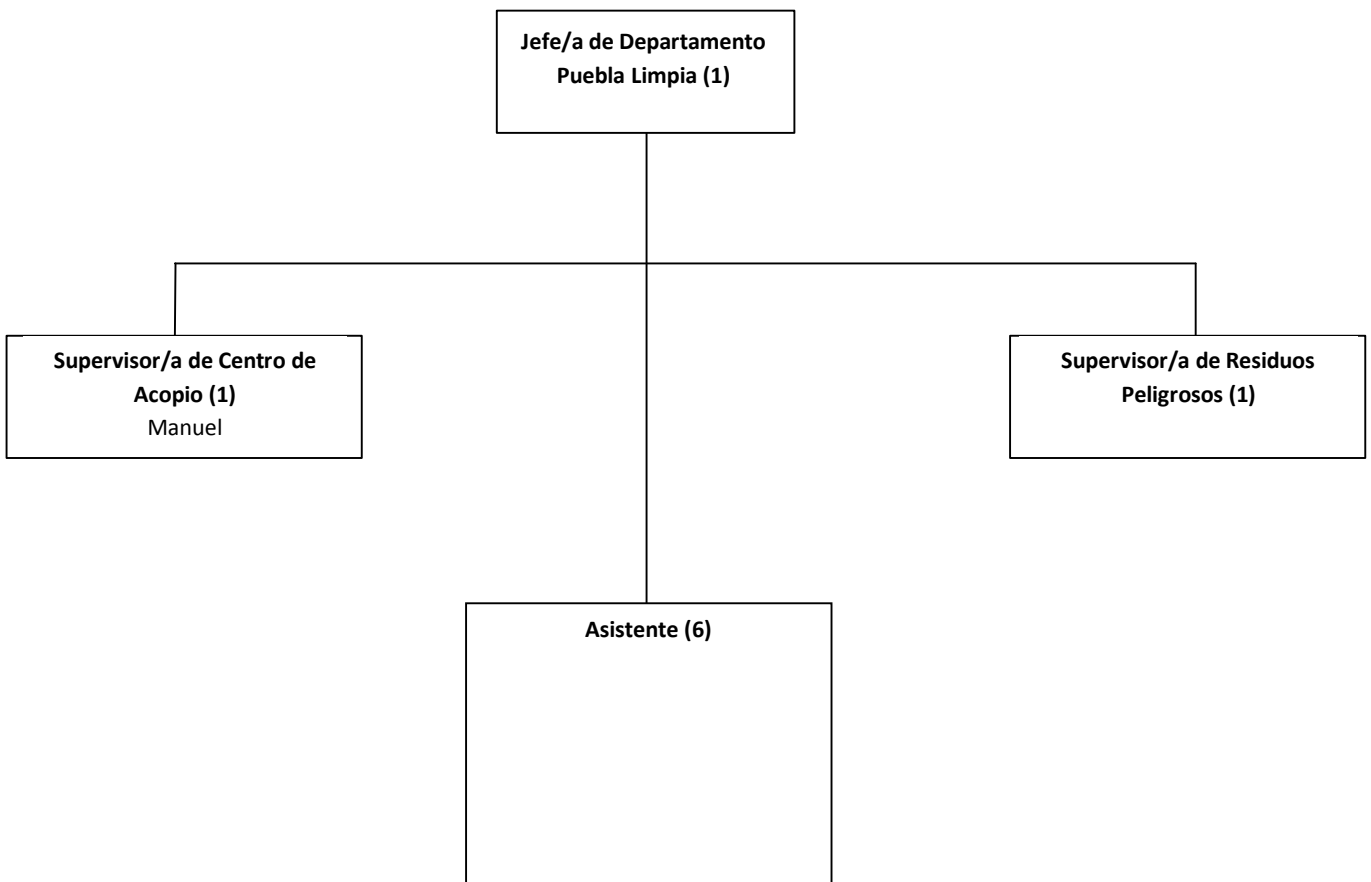 Jefe/a de Departamento
Puebla Limpia (1)
Supervisor/a de Centro de
Acopio (1)
Manuel
Supervisor/a de Residuos
Peligrosos (1)
Asistente (6)